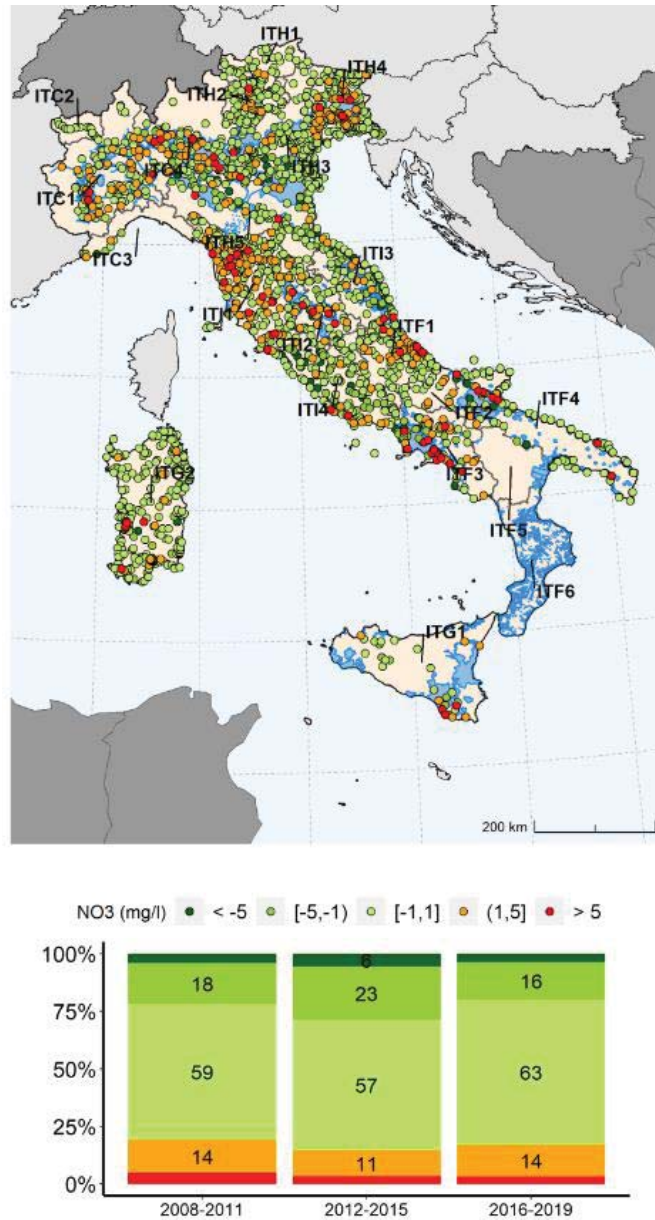 ITH1
ITH4
ITC2
ITH2
ITC4
ITH3
ITC1
ITH5
ITC3
ITI3
ITI1
ITF1
ITI2
ITI4
ITF2
ITF4
ITF3
ITG2
ITF5
ITF6
ITG1
200 km
NO3 (mg/l) < -5 [-5,-1) [-1,1] (1,5] > 5
100%
6
18
23
16
75%
59
57
63
50%
25%
14
11
14
0%
2008-2011 2012-2015 2016-2019